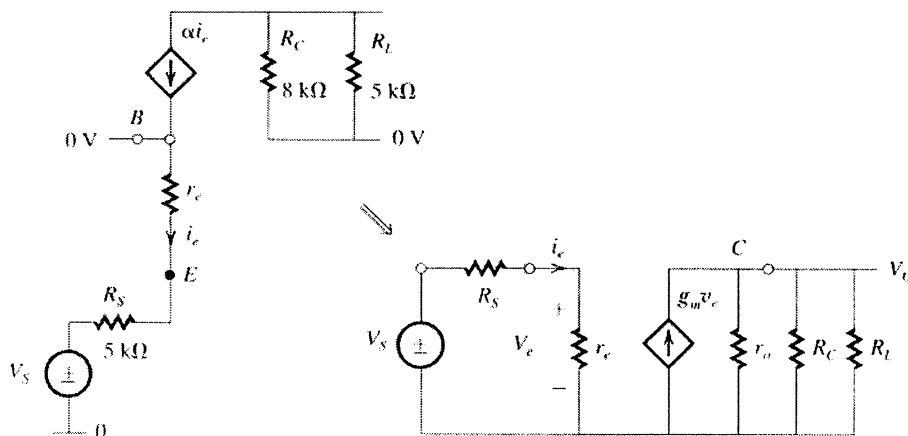 αi_e
R_C
R_L
8 kΩ
5 kΩ
B
0 V
0 V
r_e
i_e
E
R_S
5 kΩ
V_S
0
i_e
C
R_S
g_m v_e
V_S
V_e
+
−
r_e
r_o
R_C
R_L